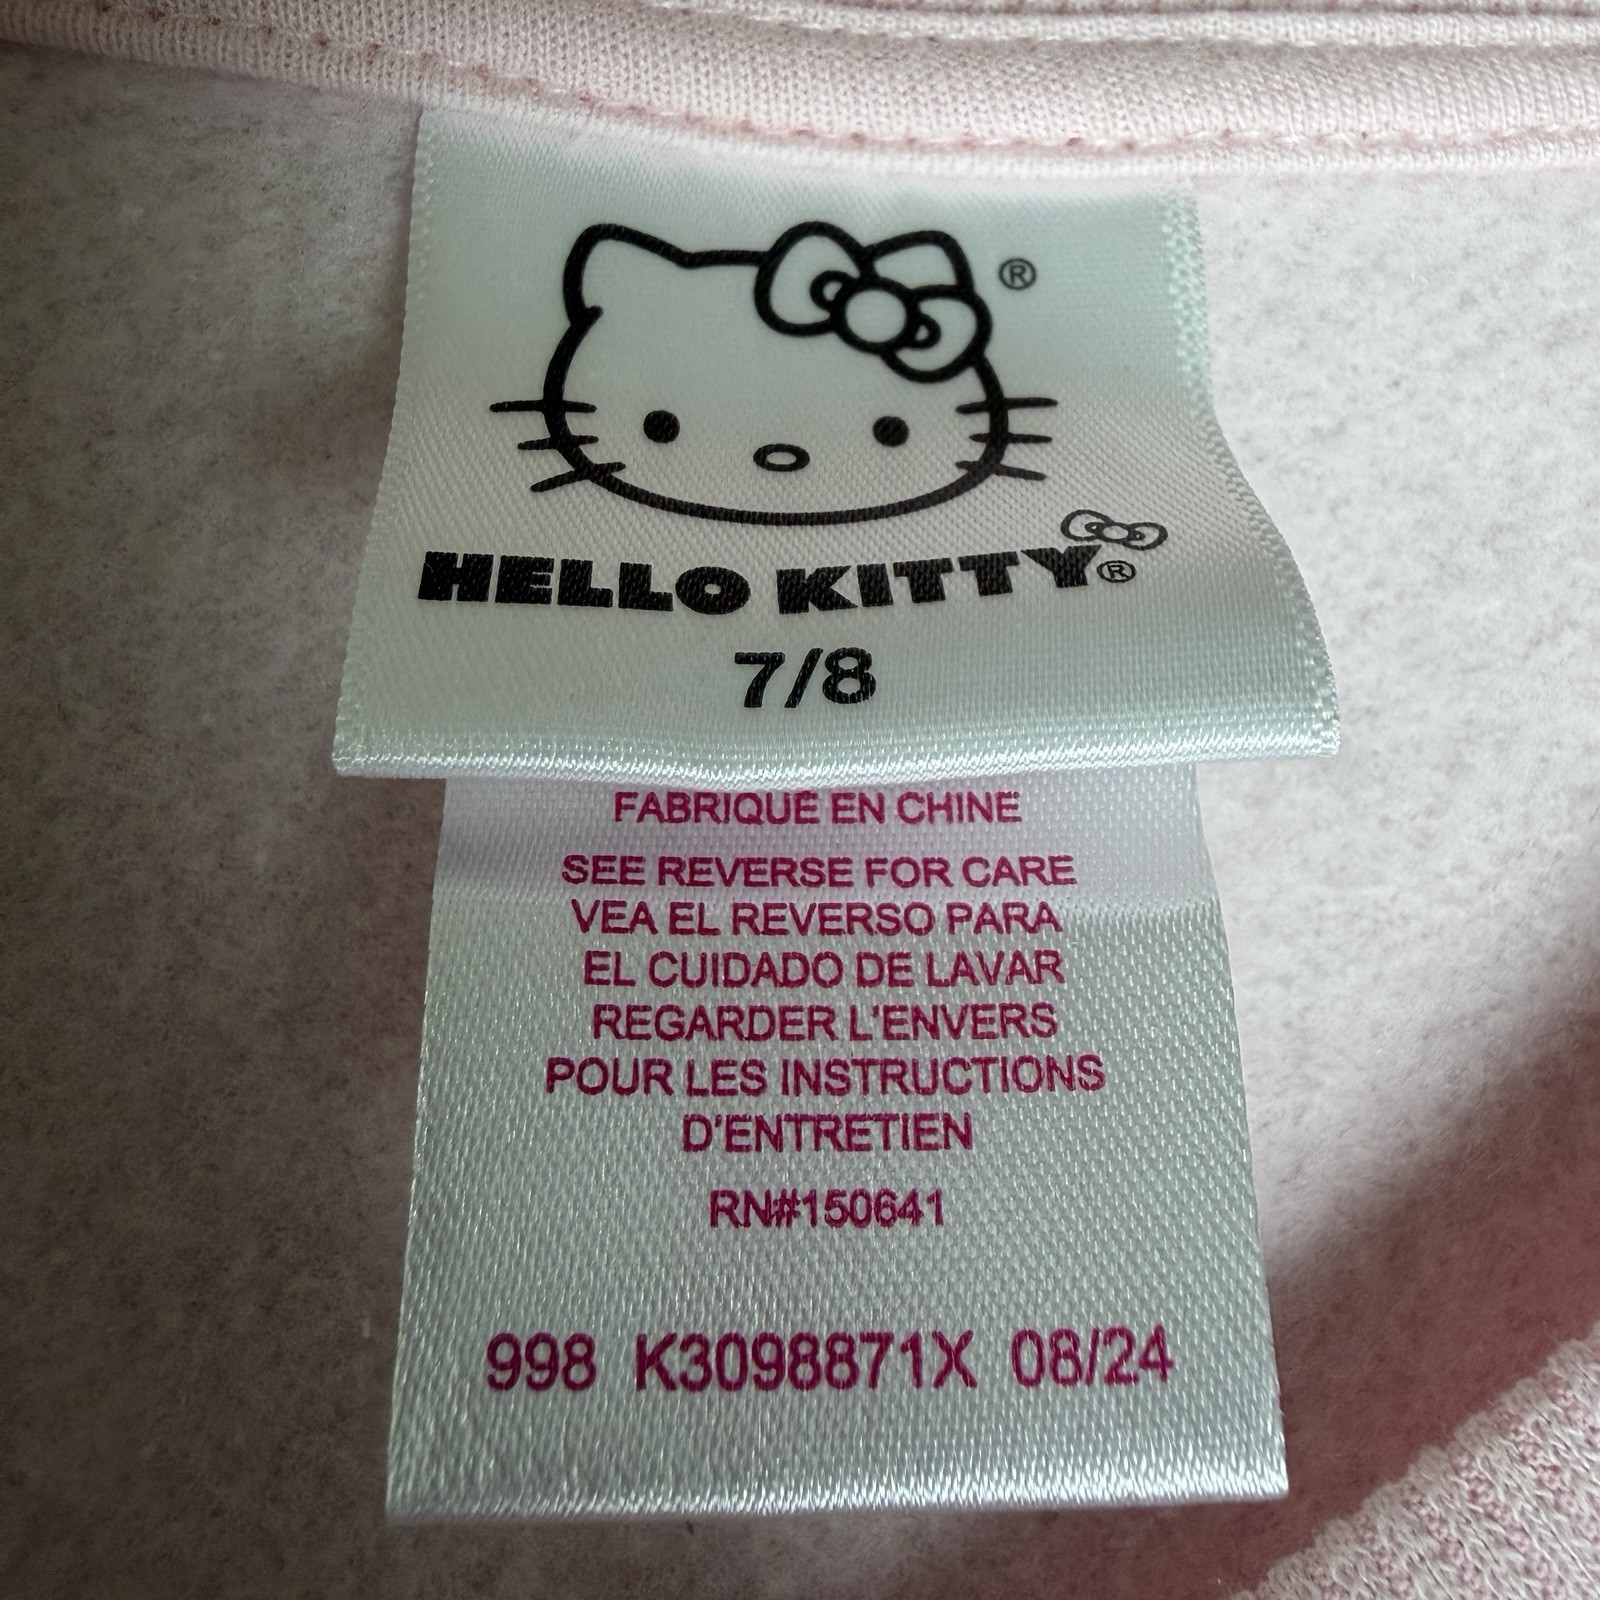 ®
HELLO KITTY®
7/8
FABRIQUÉ EN CHINE
SEE REVERSE FOR CARE
VEA EL REVERSO PARA
EL CUIDADO DE LAVAR
REGARDER L'ENVERS
POUR LES INSTRUCTIONS
D'ENTRETIEN
RN#150641
998 K3098871X 08/24